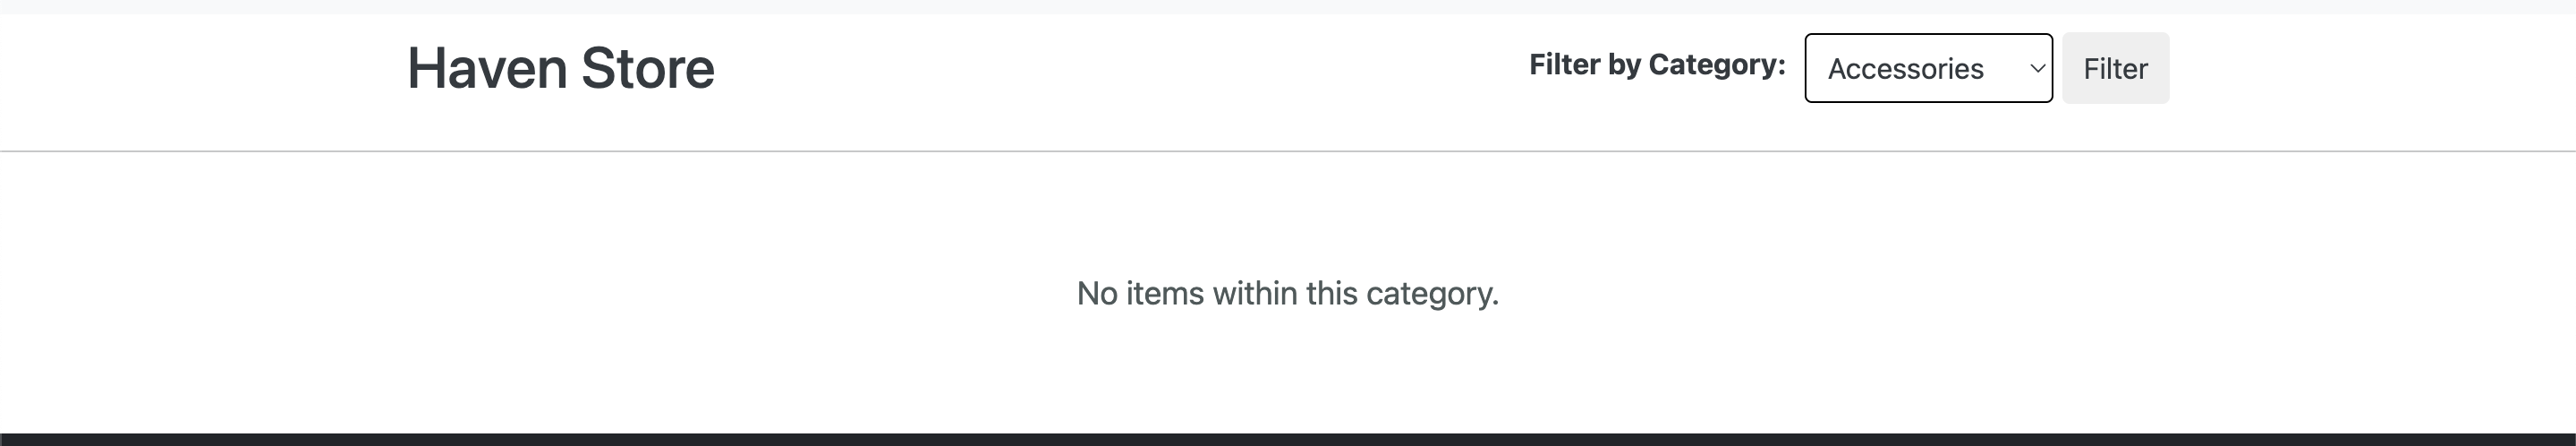 Haven Store
Filter by Category: Accessories Filter
No items within this category.